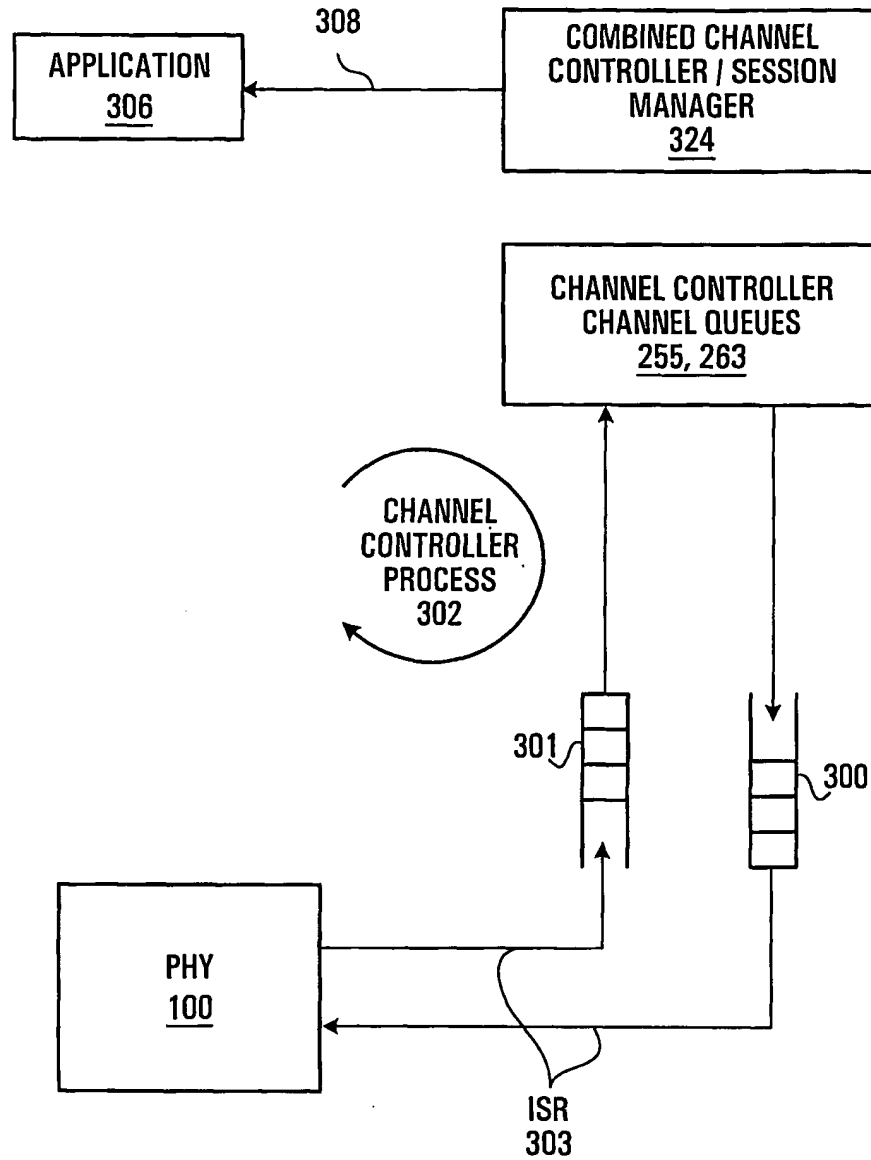 308
APPLICATION
306
COMBINED CHANNEL
CONTROLLER / SESSION
MANAGER
324
CHANNEL CONTROLLER
CHANNEL QUEUES
255, 263
CHANNEL
CONTROLLER
PROCESS
302
301
300
PHY
100
ISR
303